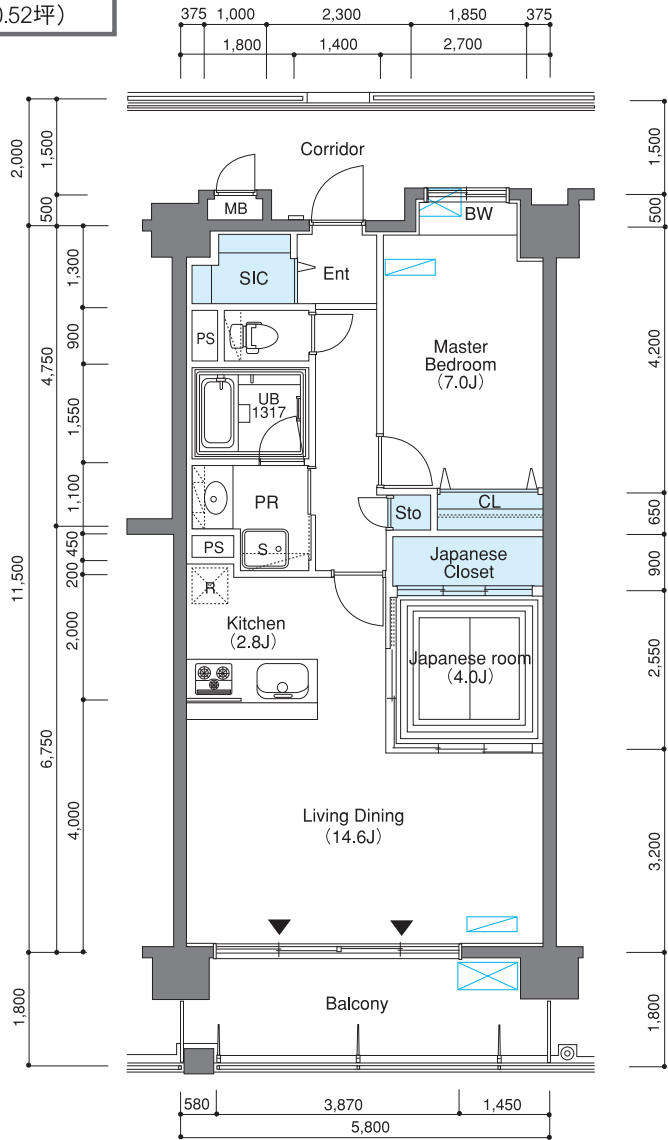 0.52坪）
375 1,000 2,300 1,850 375
1,800 1,400 2,700
2,000
1,500
500
11,500
4,750
1,300
900
1,550
1,100
450
200
2,000
6,750
4,000
1,800
Corridor
MB
BW
SIC
Ent
PS
Master
Bedroom
（7.0J）
UB
1317
PR
Sto
CL
PS
S
Japanese
Closet
R
Kitchen
（2.8J）
Japanese room
（4.0J）
Living Dining
（14.6J）
Balcony
1,500
500
4,200
650
900
2,550
3,200
1,800
580 3,870 1,450
5,800